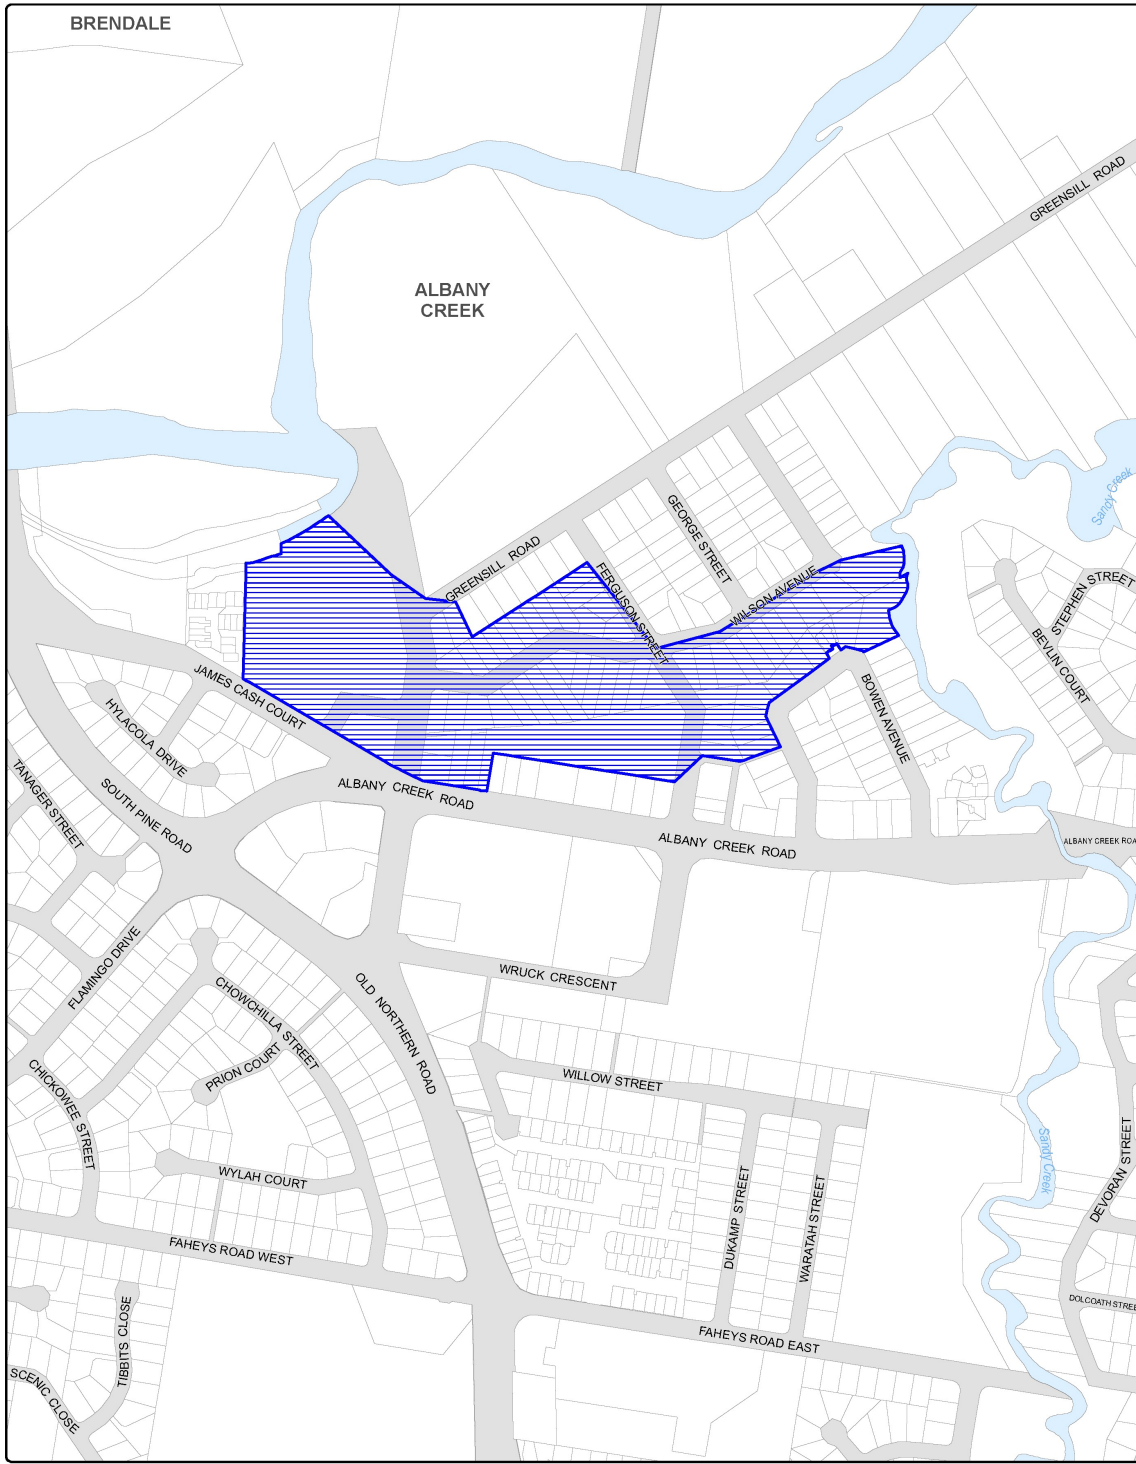 BRENDALE
GREENSILL ROAD
ALBANY
CREEK
Sandy Creek
GEORGE STREET
GREENSILL ROAD
FERGUSON STREET
WILSON AVENUE
STEPHEN STREET
BEVLIN COURT
JAMES CASH COURT
BOWEN AVENUE
HYLACOLA DRIVE
TANAGER STREET
SOUTH PINE ROAD
ALBANY CREEK ROAD
ALBANY CREEK ROAD
ALBANY CREEK ROA
FLAMINGO DRIVE
WRUCK CRESCENT
OLD NORTHERN ROAD
CHOWCHILLA STREET
PRION COURT
WILLOW STREET
CHICKOWEE STREET
Sandy Creek
DEVORAN STREET
WYLAH COURT
DUKAMP STREET
WARATAH STREET
FAHEYS ROAD WEST
DOLCOATH STREE
TIBBITS CLOSE
FAHEYS ROAD EAST
SCENIC CLOSE